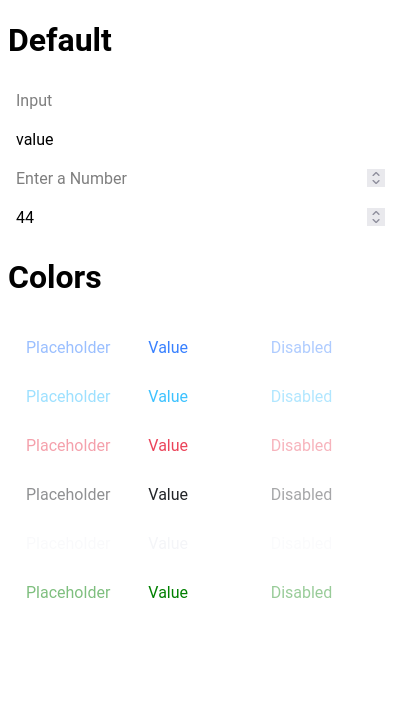 Default
Input
value
Enter a Number
44
Colors
Placeholder Value Disabled
Placeholder Value Disabled
Placeholder Value Disabled
Placeholder Value Disabled
Placeholder Value Disabled
Placeholder Value Disabled